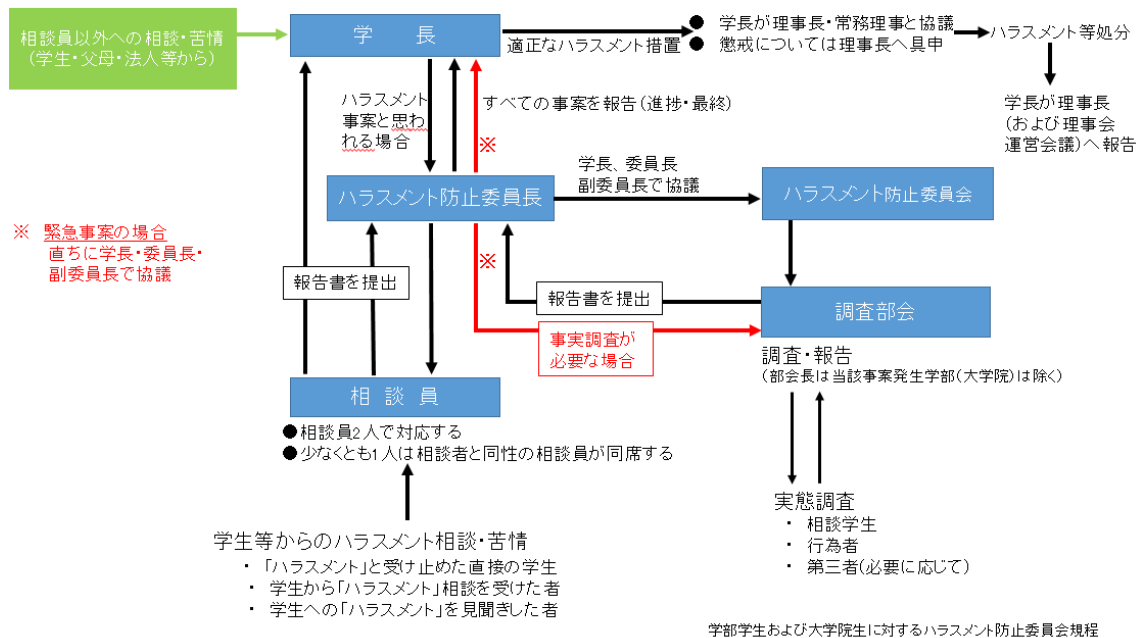 相談員以外への相談・苦情
(学生・父母・法人等から)
学 長
適正なハラスメント措置
● 学長が理事長・常務理事と協議
● 懲戒については理事長へ具申
ハラスメント等処分
学長が理事長
(および理事会
運営会議)へ報告
ハラスメント
事案と思わ
れる場合
すべての事案を報告(進捗・最終)
※
学長、委員長
副委員長で協議
ハラスメント防止委員長
ハラスメント防止委員会
※ 緊急事案の場合
直ちに学長・委員長・
副委員長で協議
※
報告書を提出
報告書を提出
調査部会
事実調査が
必要な場合
調査・報告
(部会長は当該事案発生学部(大学院)は除く)
相 談 員
●相談員2人で対応する
●少なくとも1人は相談者と同性の相談員が同席する
実態調査
・ 相談学生
・ 行為者
・ 第三者(必要に応じて)
学生等からのハラスメント相談・苦情
・ 「ハラスメント」と受け止めた直接の学生
・ 学生から「ハラスメント」相談を受けた者
・ 学生への「ハラスメント」を見聞きした者
学部学生および大学院生に対するハラスメント防止委員会規程